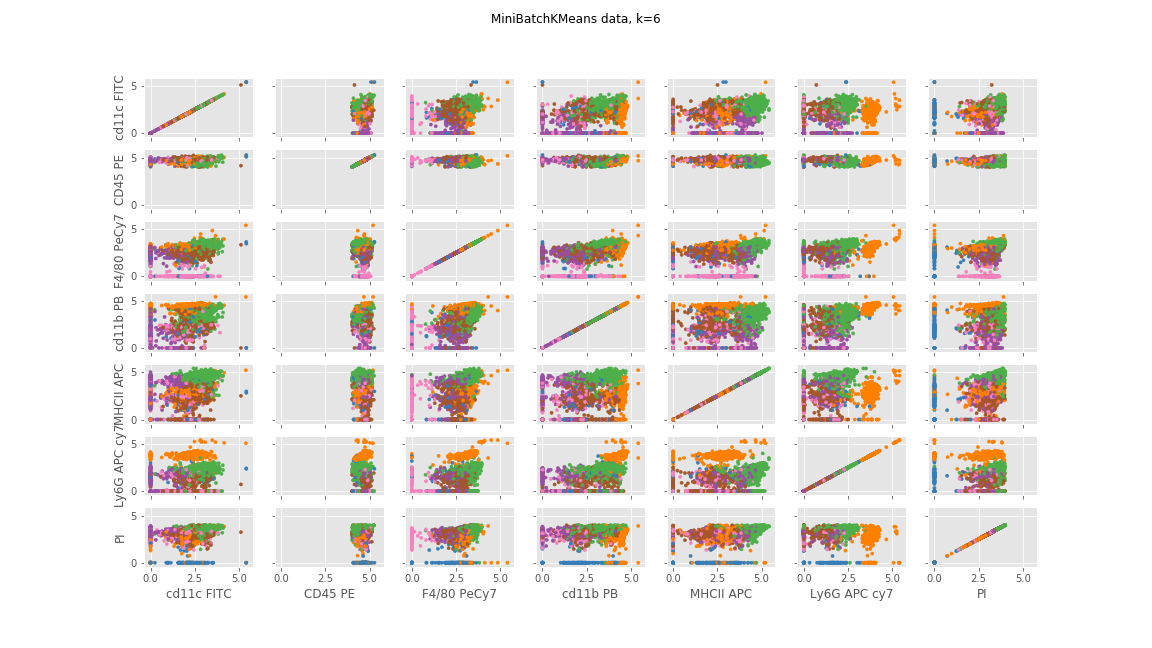 MiniBatchKMeans data, k=6
5
0
cd11c FITC
5
0
CD45 PE
5
0
F4/80 PeCy7
5
0
cd11b PB
5
0
MHCII APC
5
0
Ly6G APC cy7
5
0
PI
0.0 2.5 5.0 0.0 2.5 5.0 0.0 2.5 5.0 0.0 2.5 5.0 0.0 2.5 5.0 0.0 2.5 5.0 0.0 2.5 5.0
cd11c FITC CD45 PE F4/80 PeCy7 cd11b PB MHCII APC Ly6G APC cy7 PI